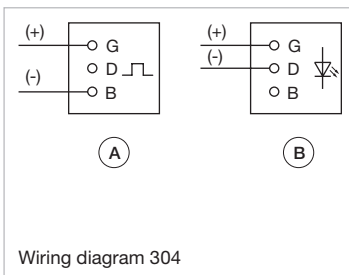 (+) G
D
(-) B
(+) G
(-) D
B
A
B
Wiring diagram 304